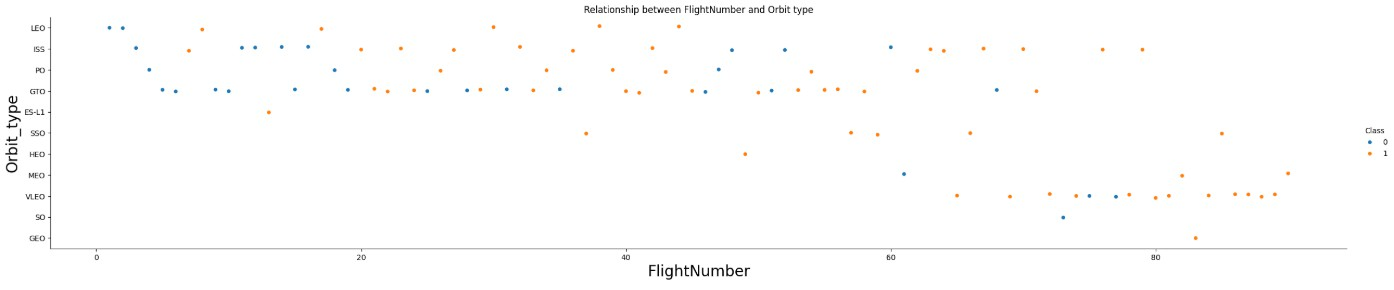 Relationship between FlightNumber and Orbit type
Orbit_type
LEO
ISS
PO
GTO
ES-L1
SSO
HEO
MEO
VLEO
SO
GEO
0
20
40
60
80
FlightNumber
Class
0
1